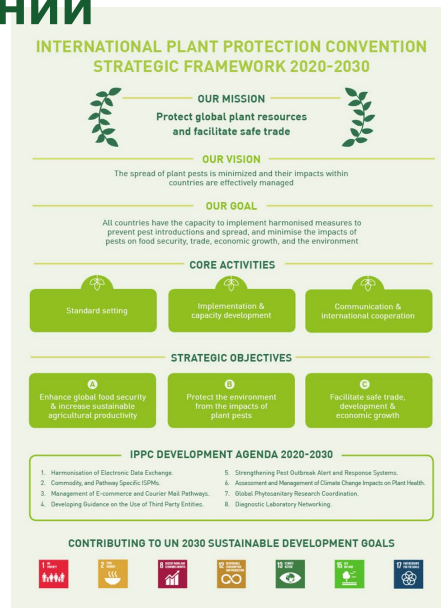 нии
INTERNATIONAL PLANT PROTECTION CONVENTION
STRATEGIC FRAMEWORK 2020-2030
OUR MISSION
Protect global plant resources
and facilitate safe trade
OUR VISION
The spread of plant pests is minimized and their impacts within
countries are effectively managed
OUR GOAL
All countries have the capacity to implement harmonised measures to
prevent pest introductions and spread, and minimise the impacts of
pests on food security, trade, economic growth, and the environment
CORE ACTIVITIES
Standard setting
Implementation &
capacity development
Communication &
international cooperation
STRATEGIC OBJECTIVES
A
Enhance global food security
& increase sustainable
agricultural productivity
B
Protect the environment
from the impacts of
plant pests
C
Facilitate safe trade,
development &
economic growth
IPPC DEVELOPMENT AGENDA 2020-2030
1. Harmonisation of Electronic Data Exchange.
2. Commodity, and Pathway Specific ISPMs.
3. Management of E-commerce and Courier Mail Pathways.
4. Developing Guidance on the Use of Third Party Entities.
5. Strengthening Pest Outbreak Alert and Response Systems.
6. Assessment and Management of Climate Change Impacts on Plant Health.
7. Global Phytosanitary Research Coordination.
8. Diagnostic Laboratory Networking.
CONTRIBUTING TO UN 2030 SUSTAINABLE DEVELOPMENT GOALS
1
2
8
12
13
15
17